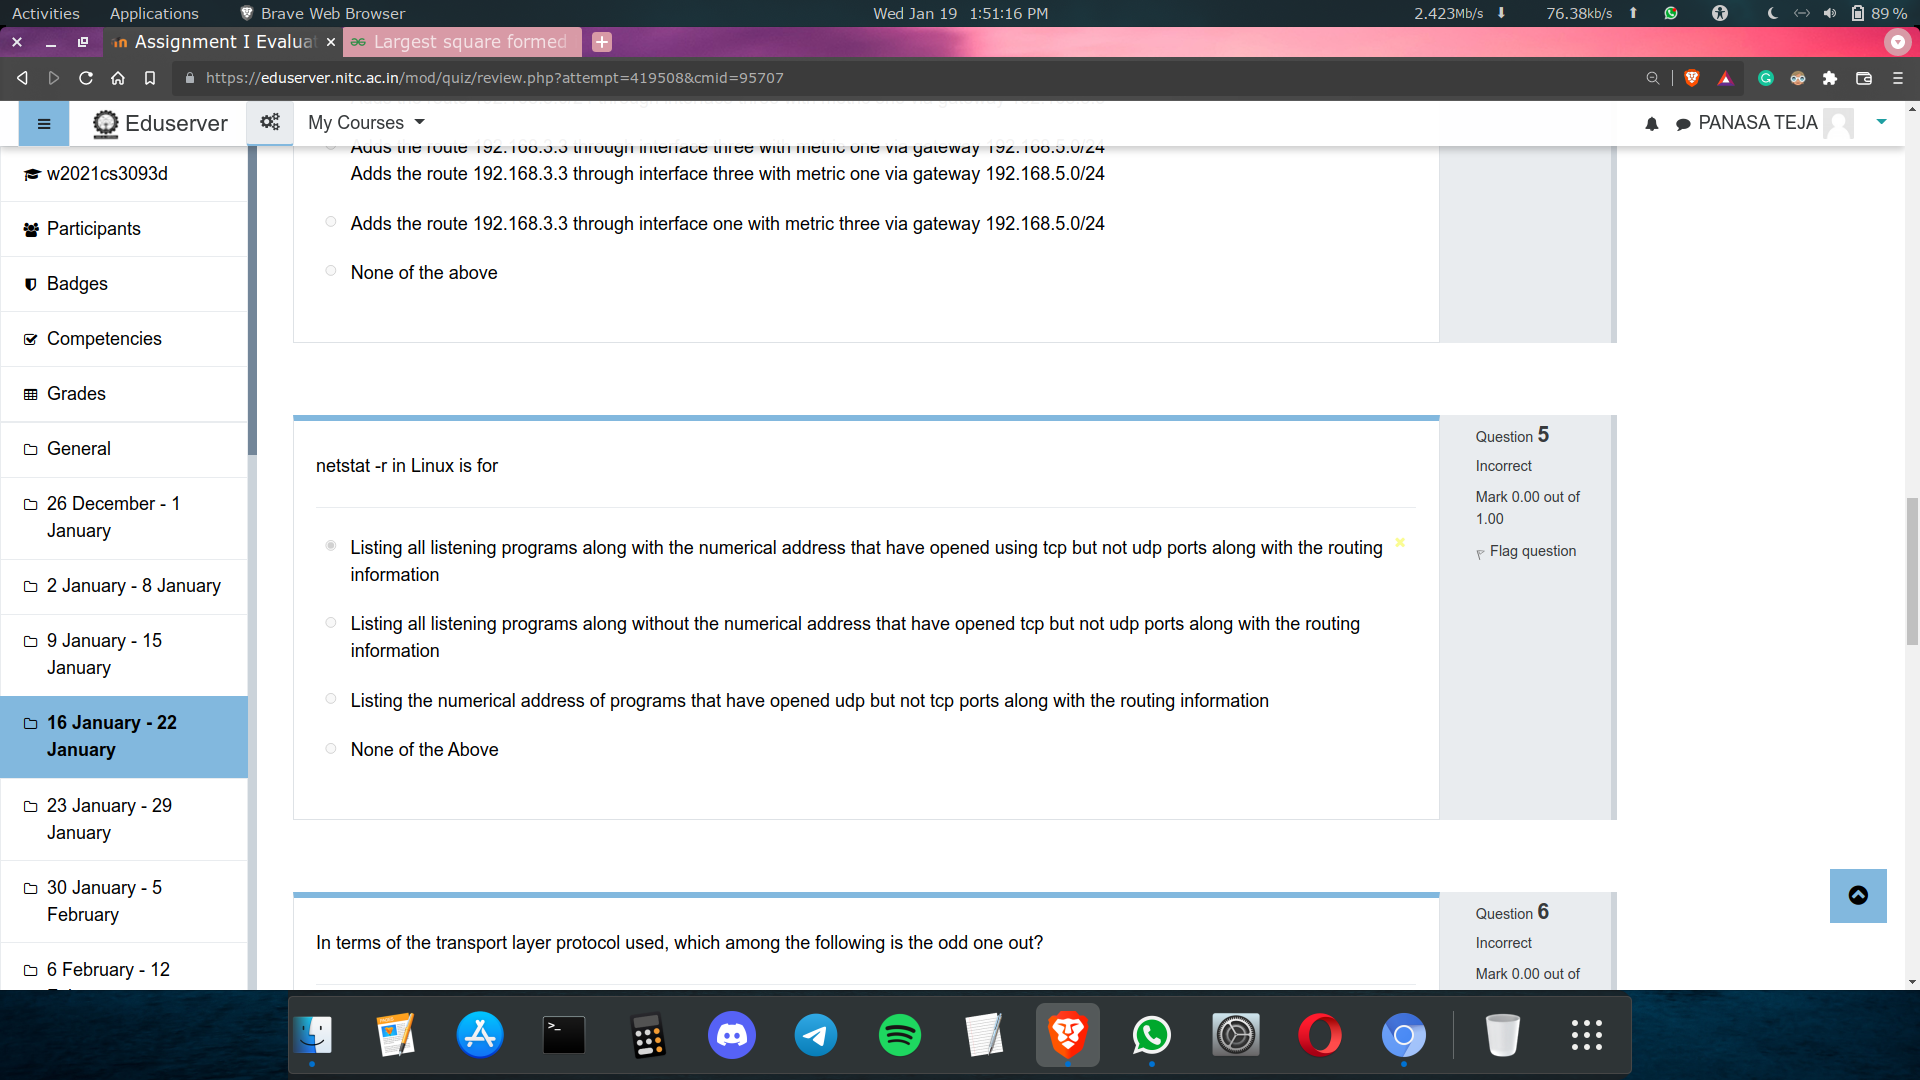 Activities Applications Brave Web Browser Wed Jan 19 1:51:16 PM 2.423Mb/s 76.38kb/s 89 %
Assignment I Evaluat Largest square formed
https://eduserver.nitc.ac.in/mod/quiz/review.php?attempt=419508&cmid=95707
Eduserver My Courses PANASA TEJA
w2021cs3093d
Participants
Badges
Competencies
Grades
General
26 December - 1
January
2 January - 8 January
9 January - 15
January
16 January - 22
January
23 January - 29
January
30 January - 5
February
6 February - 12
Adds the route 192.168.3.3 through interface three with metric one via gateway 192.168.5.0/24
Adds the route 192.168.3.3 through interface three with metric one via gateway 192.168.5.0/24
Adds the route 192.168.3.3 through interface one with metric three via gateway 192.168.5.0/24
None of the above
netstat -r in Linux is for
Listing all listening programs along with the numerical address that have opened using tcp but not udp ports along with the routing
information
Listing all listening programs along without the numerical address that have opened tcp but not udp ports along with the routing
information
Listing the numerical address of programs that have opened udp but not tcp ports along with the routing information
None of the Above
Question 5
Incorrect
Mark 0.00 out of
1.00
Flag question
In terms of the transport layer protocol used, which among the following is the odd one out?
Question 6
Incorrect
Mark 0.00 out of